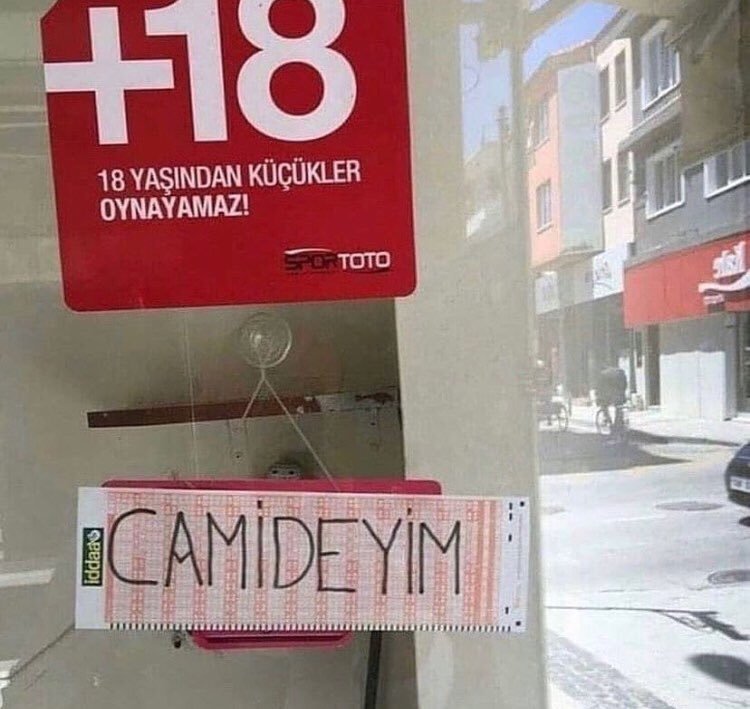 +18
18 YAŞINDAN KÜÇÜKLER
OYNAYAMAZ!
SPORTOTO
iddaa
CAMİDEYİM